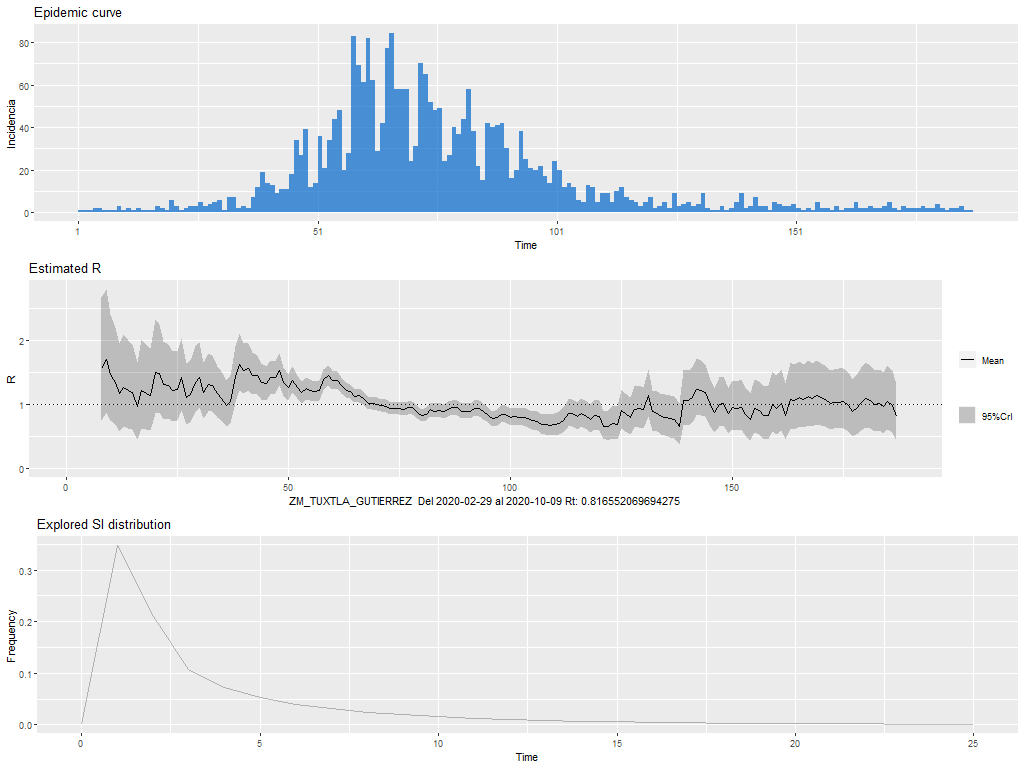 Epidemic curve
Incidencia
80
60
40
20
0
1
51
101
151
Time
Estimated R
R
2
1
0
0
50
100
150
ZM_TUXTLA_GUTIERREZ Del 2020-02-29 al 2020-10-09 Rt: 0.816552069694275
Mean
95%CrI
Explored SI distribution
Frequency
0.3
0.2
0.1
0.0
0
5
10
15
20
25
Time